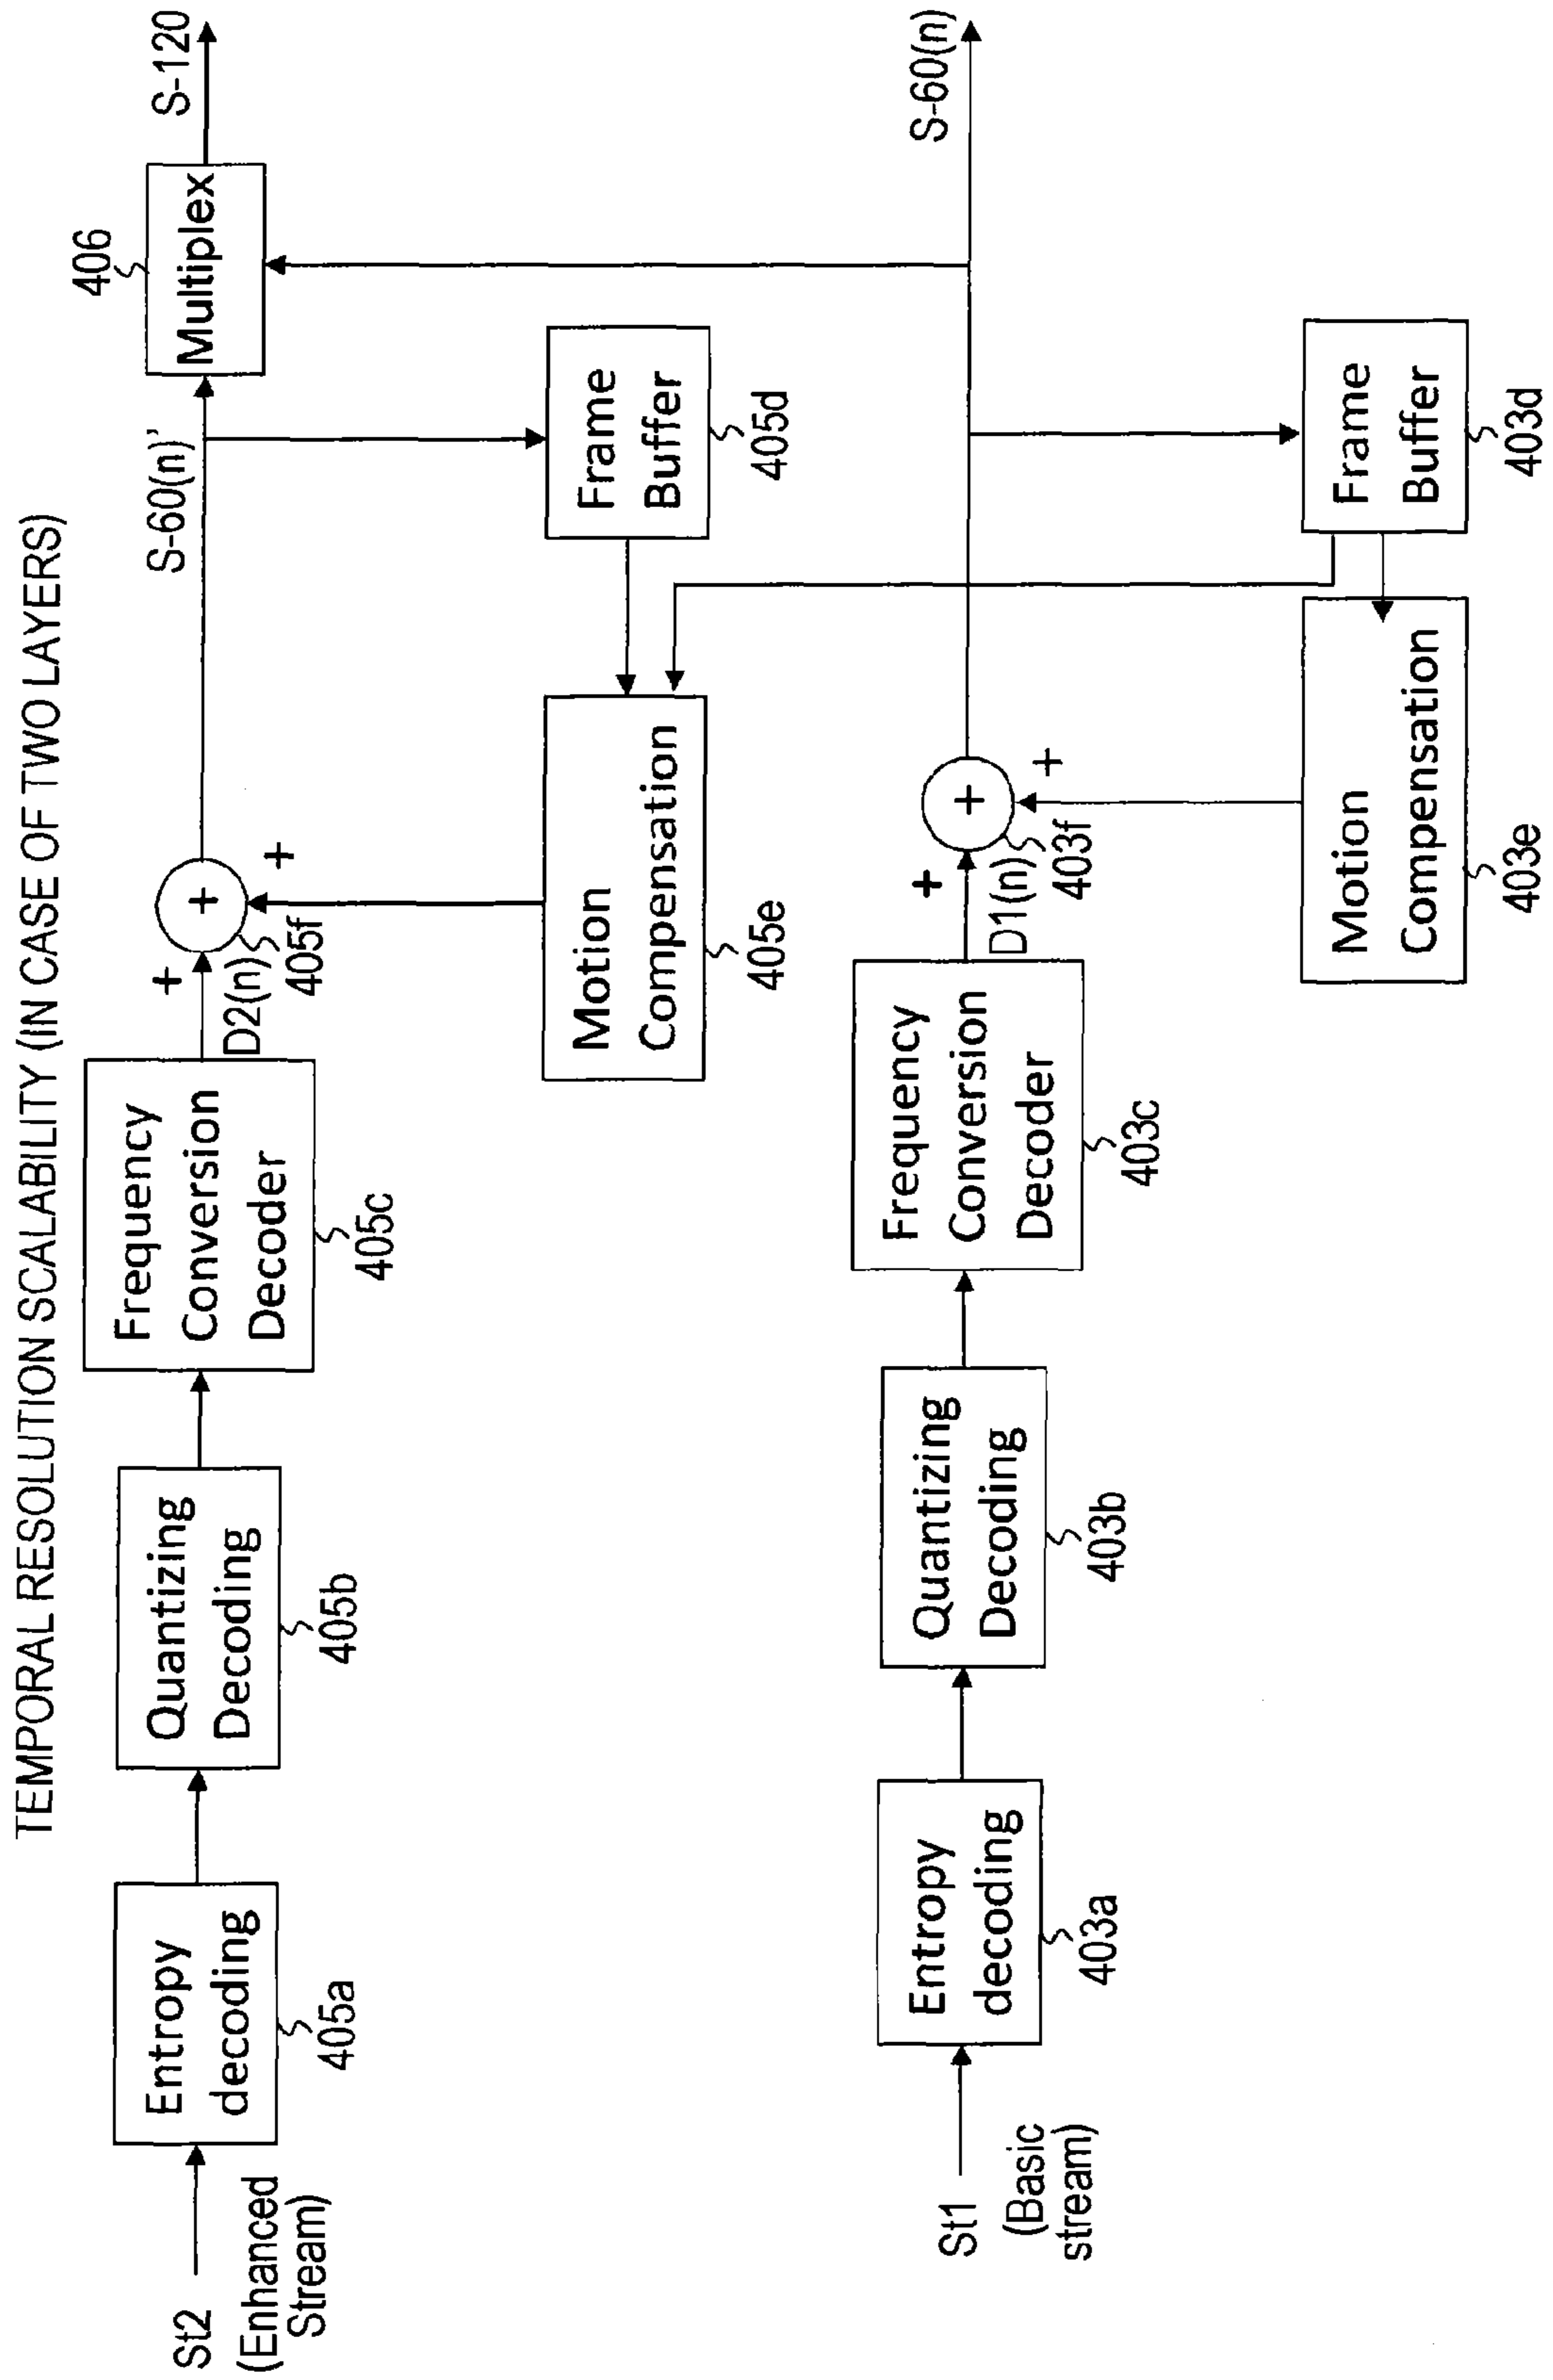 TEMPORAL RESOLUTION SCALABILITY (IN CASE OF TWO LAYERS)
St2
(Enhanced
Stream)
Entropy
decoding
405a
Quantizing
Decoding
405b
Frequency
Conversion
Decoder
405c
D2(n)
+
+
+
405f
S-60(n)’
406
Multiplex
S-120
Frame
Buffer
405d
Motion
Compensation
405e
St1
(Basic
stream)
Entropy
decoding
403a
Quantizing
Decoding
403b
Frequency
Conversion
Decoder
403c
D1(n)
+
+
+
403f
S-60(n)
Frame
Buffer
403d
Motion
Compensation
403e